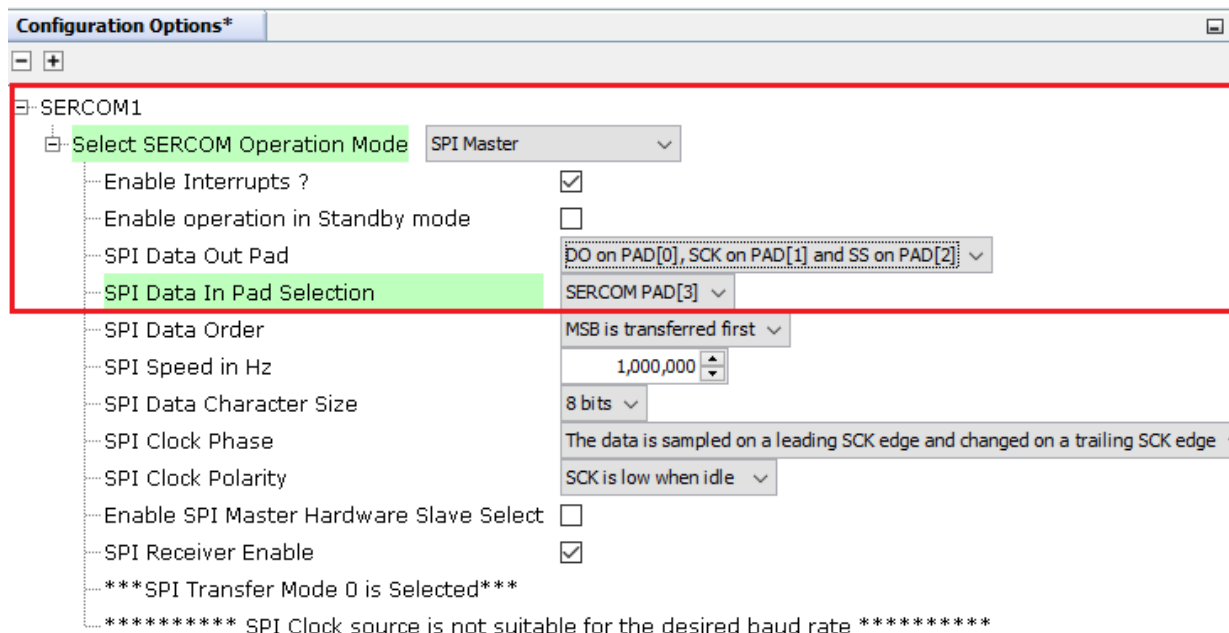 Configuration Options*
SERCOM1
Select SERCOM Operation Mode SPI Master
Enable Interrupts ?
Enable operation in Standby mode
SPI Data Out Pad DO on PAD[0], SCK on PAD[1] and SS on PAD[2]
SPI Data In Pad Selection SERCOM PAD[3]
SPI Data Order MSB is transferred first
SPI Speed in Hz 1,000,000
SPI Data Character Size 8 bits
SPI Clock Phase The data is sampled on a leading SCK edge and changed on a trailing SCK edge
SPI Clock Polarity SCK is low when idle
Enable SPI Master Hardware Slave Select
SPI Receiver Enable
***SPI Transfer Mode 0 is Selected***
********** SPI Clock source is not suitable for the desired baud rate **********